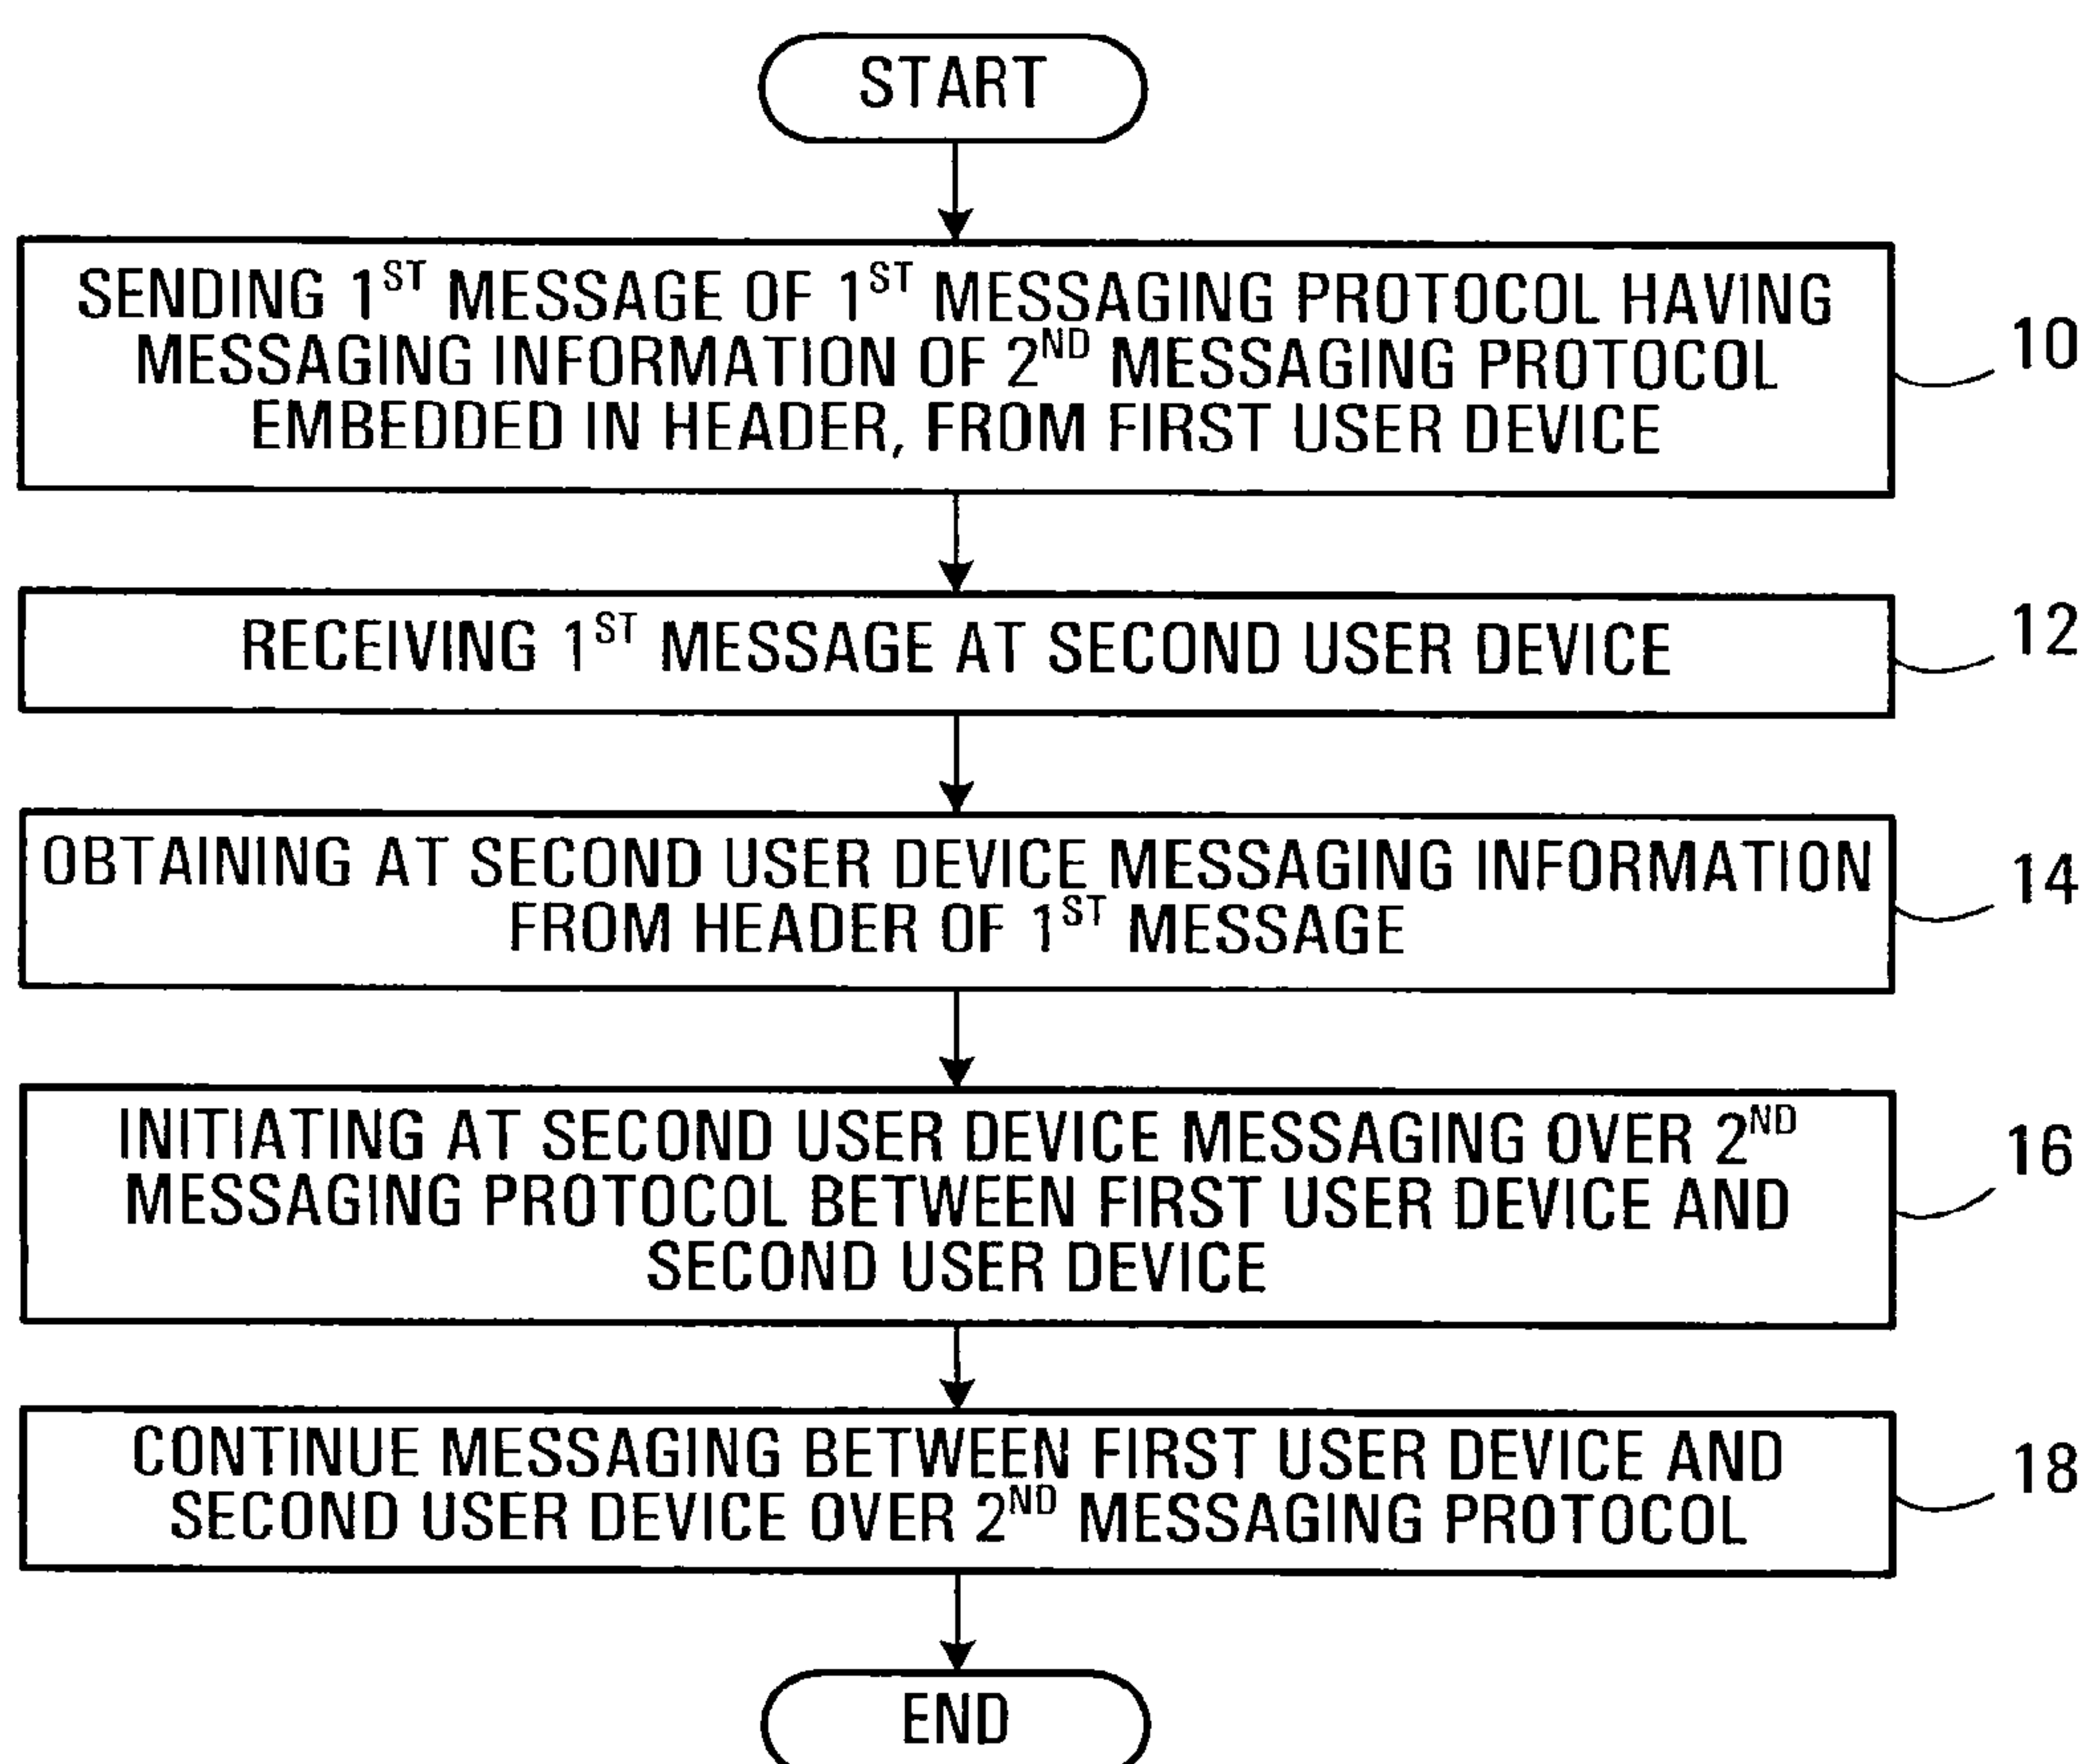 START
SENDING 1ST MESSAGE OF 1ST MESSAGING PROTOCOL HAVING
MESSAGING INFORMATION OF 2ND MESSAGING PROTOCOL
EMBEDDED IN HEADER, FROM FIRST USER DEVICE
10
RECEIVING 1ST MESSAGE AT SECOND USER DEVICE
12
OBTAINING AT SECOND USER DEVICE MESSAGING INFORMATION
FROM HEADER OF 1ST MESSAGE
14
INITIATING AT SECOND USER DEVICE MESSAGING OVER 2ND
MESSAGING PROTOCOL BETWEEN FIRST USER DEVICE AND
SECOND USER DEVICE
16
CONTINUE MESSAGING BETWEEN FIRST USER DEVICE AND
SECOND USER DEVICE OVER 2ND MESSAGING PROTOCOL
18
END